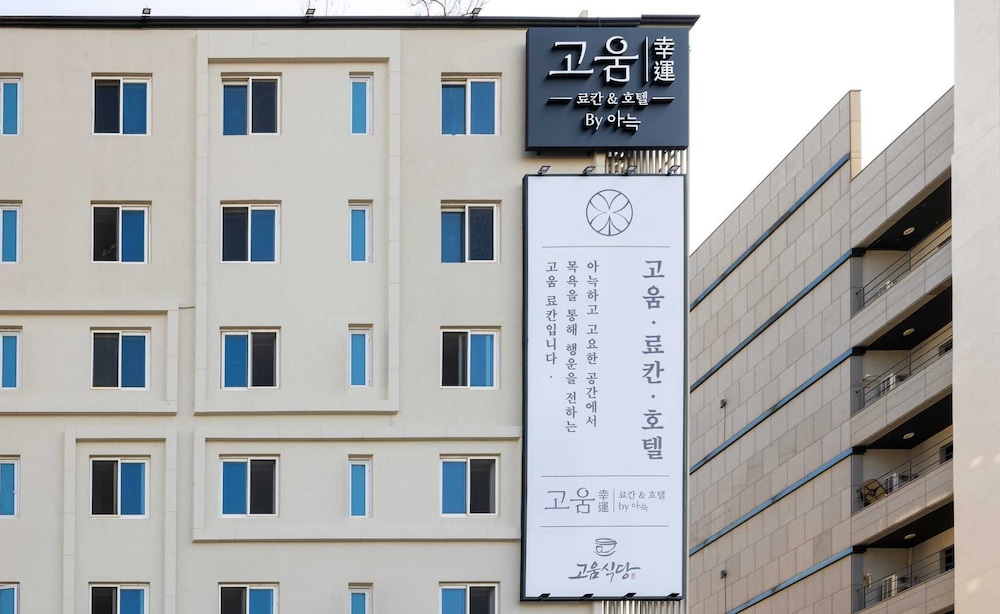 고움
幸運
료칸 & 호텔
By 아늑
고움·료칸·호텔
아늑하고 고요한 공간에서
목욕을 통해 행운을 전하는
고움 료칸입니다.
고움
幸運
료칸 & 호텔
by 아늑
고움식당